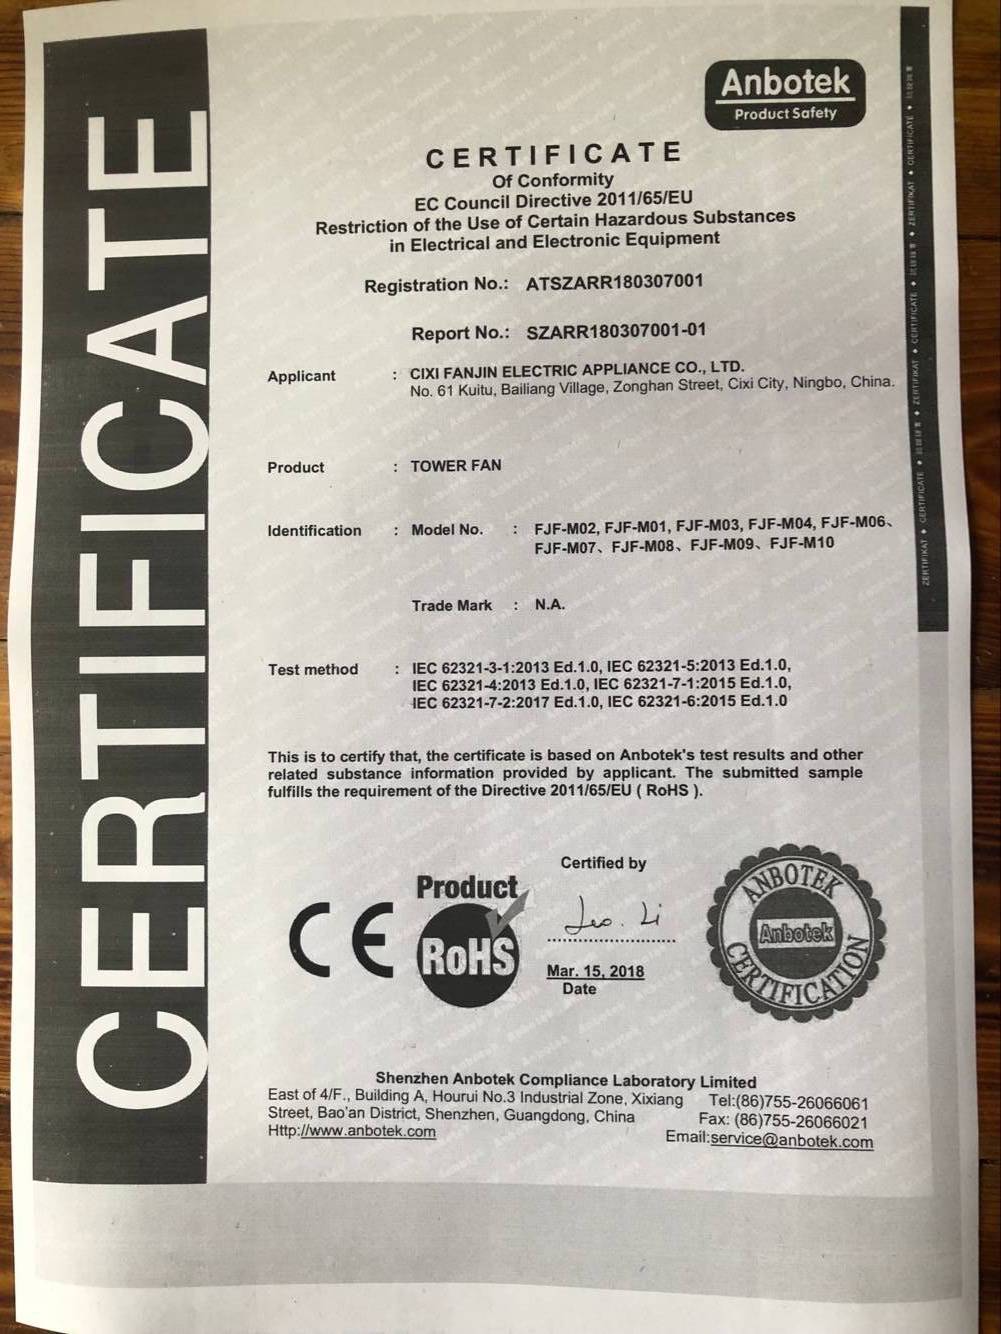 CERTIFICATE
Anbotek
Product Safety
CERTIFICATE
Of Conformity
EC Council Directive 2011/65/EU
Restriction of the Use of Certain Hazardous Substances
in Electrical and Electronic Equipment
Registration No.: ATSZARR180307001
Report No.: SZARR180307001-01
Applicant : CIXI FANJIN ELECTRIC APPLIANCE CO., LTD.
No. 61 Kuitu, Bailiang Village, Zonghan Street, Cixi City, Ningbo, China.
Product : TOWER FAN
Identification : Model No. : FJF-M02, FJF-M01, FJF-M03, FJF-M04, FJF-M06、
FJF-M07、FJF-M08、FJF-M09、FJF-M10
Trade Mark : N.A.
Test method : IEC 62321-3-1:2013 Ed.1.0, IEC 62321-5:2013 Ed.1.0,
IEC 62321-4:2013 Ed.1.0, IEC 62321-7-1:2015 Ed.1.0,
IEC 62321-7-2:2017 Ed.1.0, IEC 62321-6:2015 Ed.1.0
This is to certify that, the certificate is based on Anbotek's test results and other
related substance information provided by applicant. The submitted sample
fulfills the requirement of the Directive 2011/65/EU ( RoHS ).
CE
Product
RoHS
Certified by
Leo. Li
Mar. 15, 2018
Date
ANBOTEK
Anbotek
CERTIFICATION
Shenzhen Anbotek Compliance Laboratory Limited
East of 4/F., Building A, Hourui No.3 Industrial Zone, Xixiang
Street, Bao'an District, Shenzhen, Guangdong, China
Http://www.anbotek.com
Tel:(86)755-26066061
Fax: (86)755-26066021
Email:service@anbotek.com